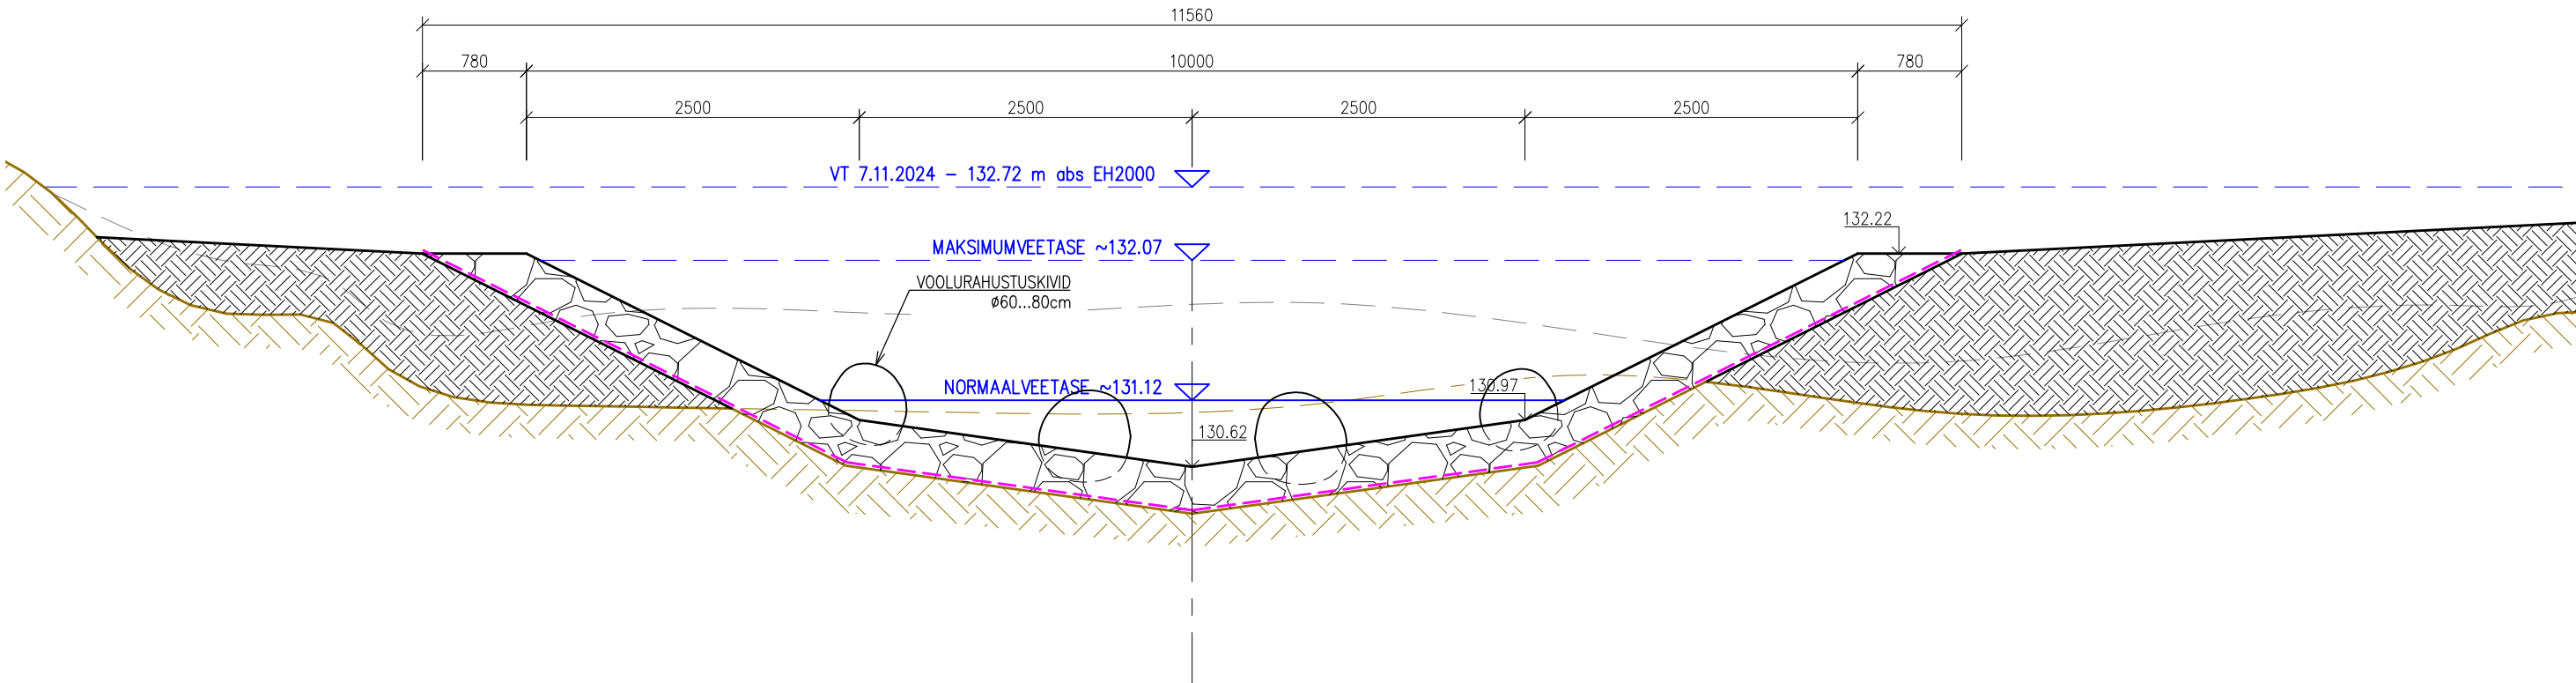 11560
780 10000 780
2500 2500 2500 2500
VT 7.11.2024 – 132.72 m abs EH2000
132.22
MAKSIMUMVEETASE ~132.07
VOOLURAHUSTUSKIVID
ø60...80cm
NORMAALVEETASE ~131.12
130.97
130.62